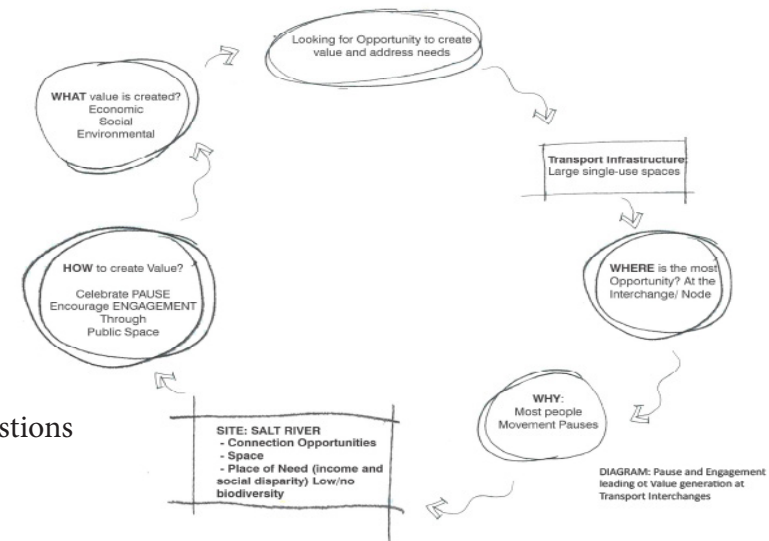 Looking for Opportunity to create
value and address needs
WHAT value is created?
Economic
Social
Environmental
Transport Infrastructure
Large single-use spaces
HOW to create Value?
Celebrate PAUSE
Encourage ENGAGEMENT
Through
Public Space
WHERE is the most
Opportunity? At the
Interchange/ Node
WHY:
Most people
Movement Pauses
stions
SITE: SALT RIVER
- Connection Opportunities
- Space
- Place of Need (income and
social disparity) Low/no
biodiversity
DIAGRAM: Pause and Engagement
leading ot Value generation at
Transport Interchanges